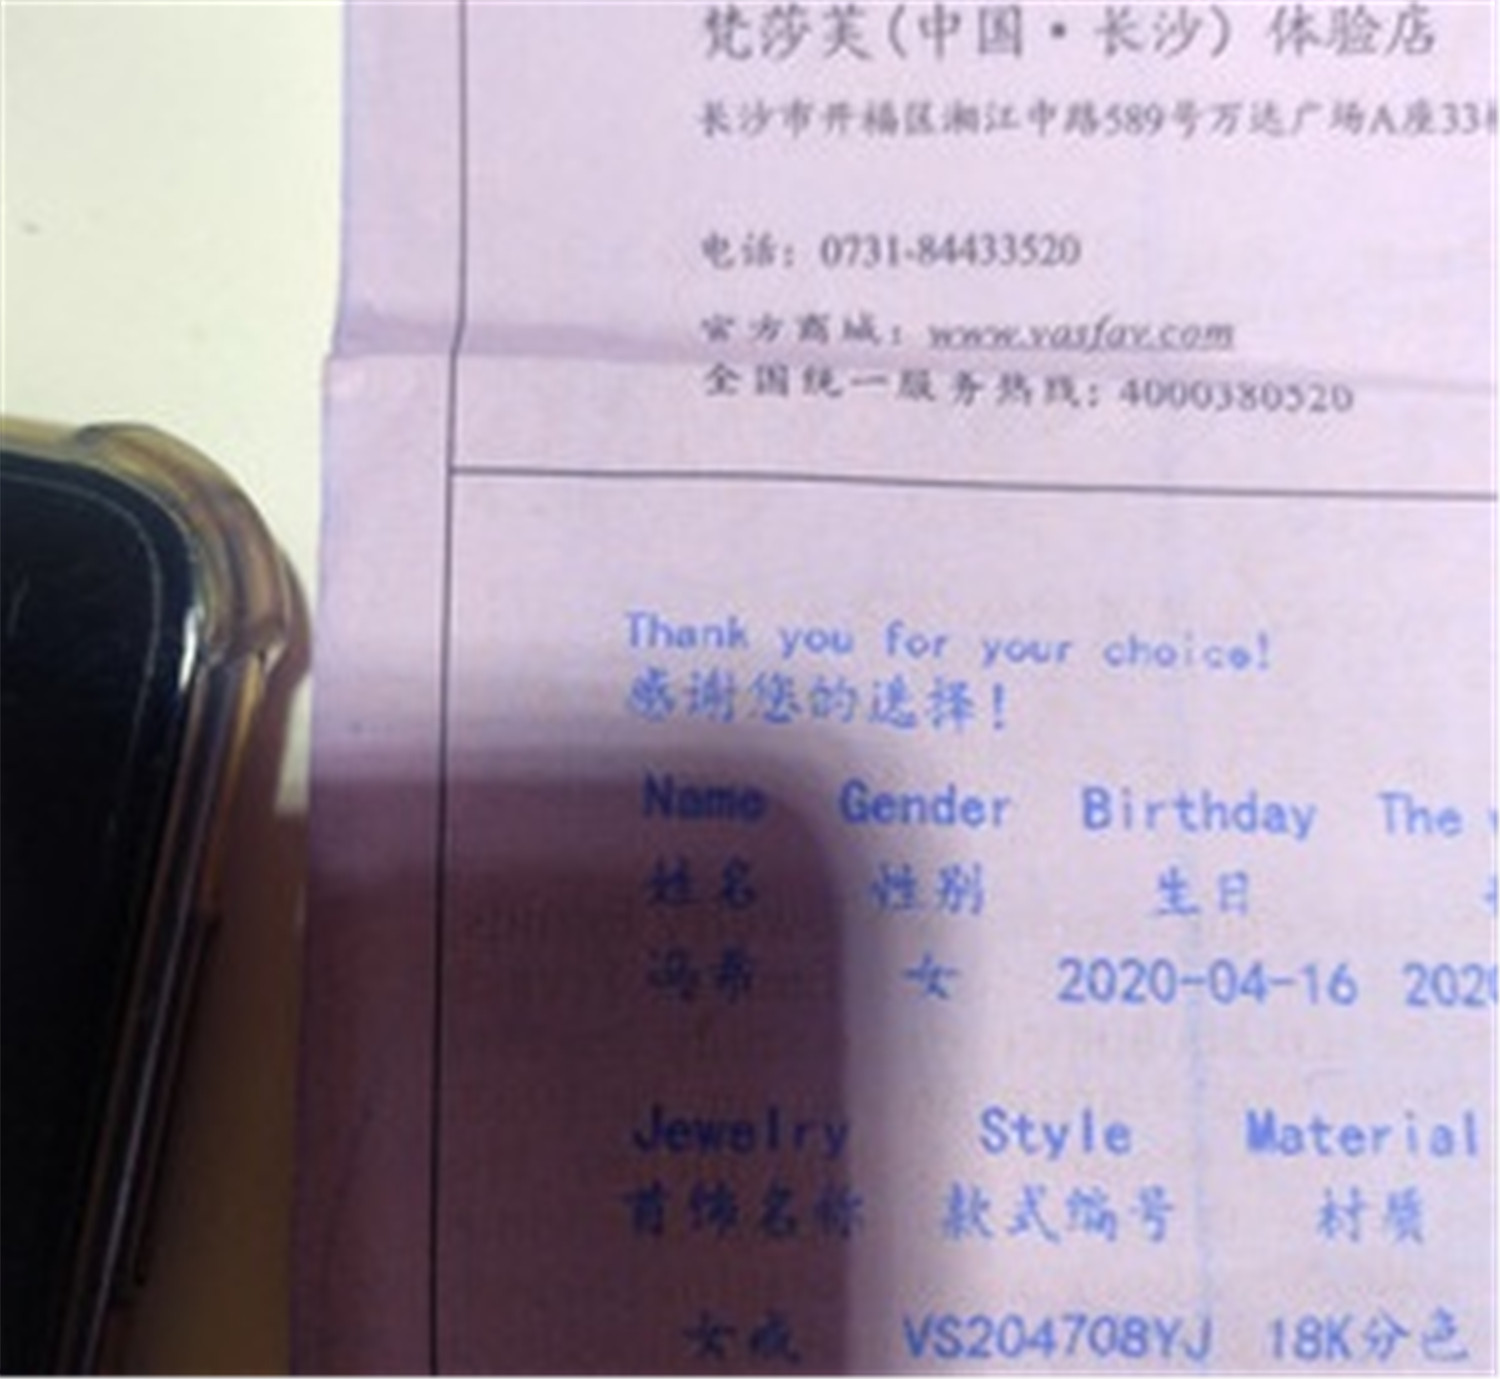 梵莎芙(中国·长沙) 体验店
长沙市开福区湘江中路589号万达广场A座33
电话: 0731-84433520
官方商城: www.vasfav.com
全国统一服务热线: 4000380520
Thank you for your choice!
感谢您的选择!
Name Gender Birthday The
姓名 性别 生日
冯希 女 2020-04-16 202
Jewelry Style Material
首饰名称 款式编号 材质
女戒 VS204708YJ 18K分色